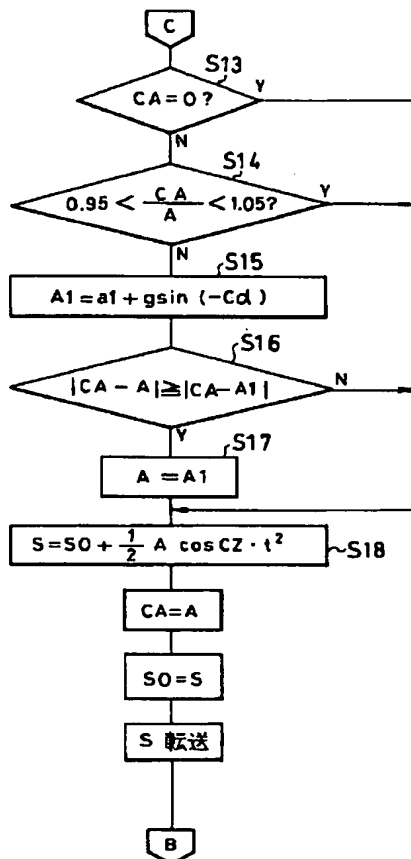 C
S13
CA=0?
Y
N
S14
0.95 < CA/A < 1.05?
Y
N
S15
A1=a1+gsin (-Cd)
S16
|CA-A|≧|CA-A1|
N
Y
S17
A=A1
S=SO+1/2 A cosCZ・t²
S18
CA=A
SO=S
S 転送
B